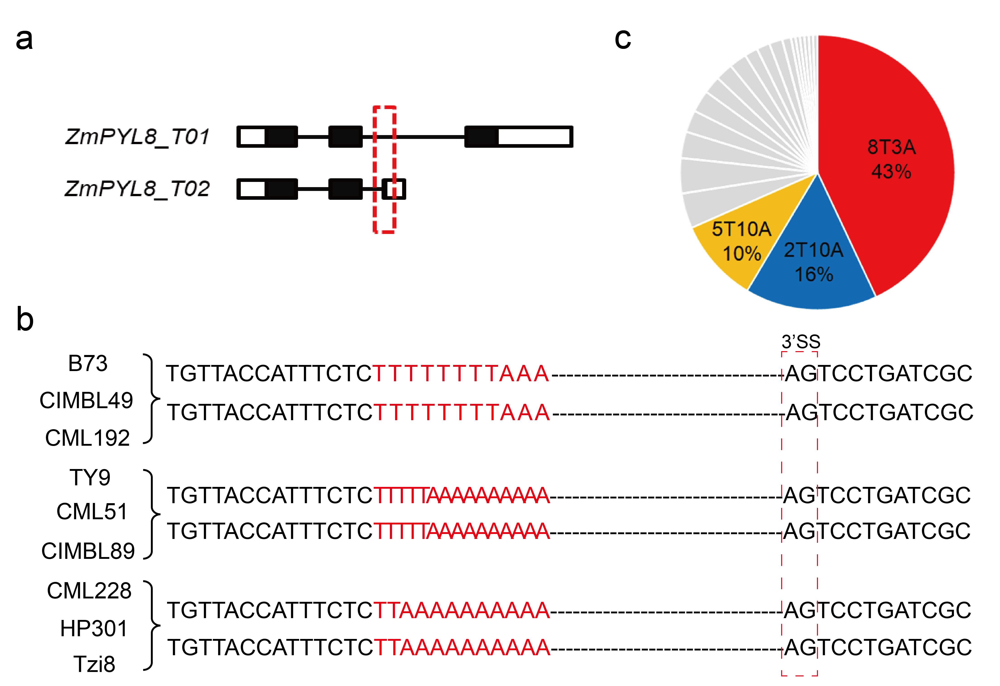 a
ZmPYL8_T01
ZmPYL8_T02
c
8T3A
43%
2T10A
16%
5T10A
10%
b
3’SS
B73
CIMBL49
CML192
TGTTACCATTTCTCTTTTTTTTAAA--------------------AGTCCTGATCGC
TGTTACCATTTCTCTTTTTTTTAAA--------------------AGTCCTGATCGC
TY9
CML51
CIMBL89
TGTTACCATTTCTCTTTTTAAAAAAAAAA--------------------AGTCCTGATCGC
TGTTACCATTTCTCTTTTTAAAAAAAAAA--------------------AGTCCTGATCGC
CML228
HP301
Tzi8
TGTTACCATTTCTCTTAAAAAAAAAA--------------------AGTCCTGATCGC
TGTTACCATTTCTCTTAAAAAAAAAA--------------------AGTCCTGATCGC